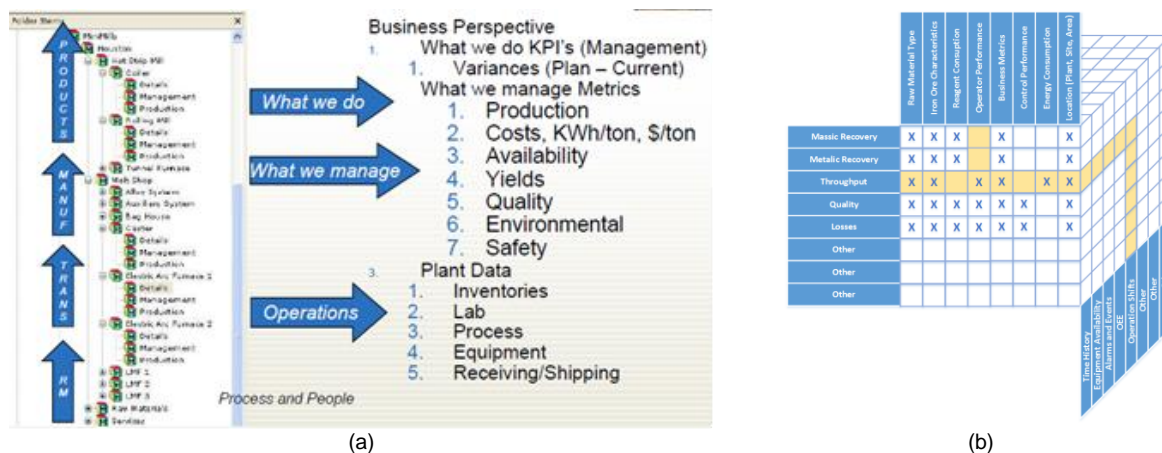 Folder Items
MiniMills
Houston
Hot Strip Mill
Coiler
Details
Management
Production
Rolling Mill
Details
Management
Production
Tunnel Furnace
Melt Shop
Alloy System
Auxiliary System
Bag House
Caster
Details
Management
Production
Electric Arc Furnace 1
Details
Management
Production
Electric Arc Furnace 2
Details
Management
Production
LMF 1
LMF 2
LMF 3
Raw Materials
Services
PRODUCTS
MANUF
TRANS
RM
What we do
What we manage
Operations
Process and People
Business Perspective
1. What we do KPI's (Management)
1. Variances (Plan – Current)
What we manage Metrics
1. Production
2. Costs, KWh/ton, $/ton
3. Availability
4. Yields
5. Quality
6. Environmental
7. Safety
3. Plant Data
1. Inventories
2. Lab
3. Process
4. Equipment
5. Receiving/Shipping
(a)
Raw Material Type
Iron Ore Characteristics
Reagent Consuption
Operator Performance
Business Metrics
Control Performance
Energy Consumption
Location (Plant, Site, Area)
Massic Recovery X X X X X
Metalic Recovery X X X X X
Throughput X X X X X X
Quality X X X X X X X
Losses X X X X X X X
Other
Other
Other
Time History
Equipment Availability
Alarms and Events
OEE
Operation Shifts
Other
Other
(b)